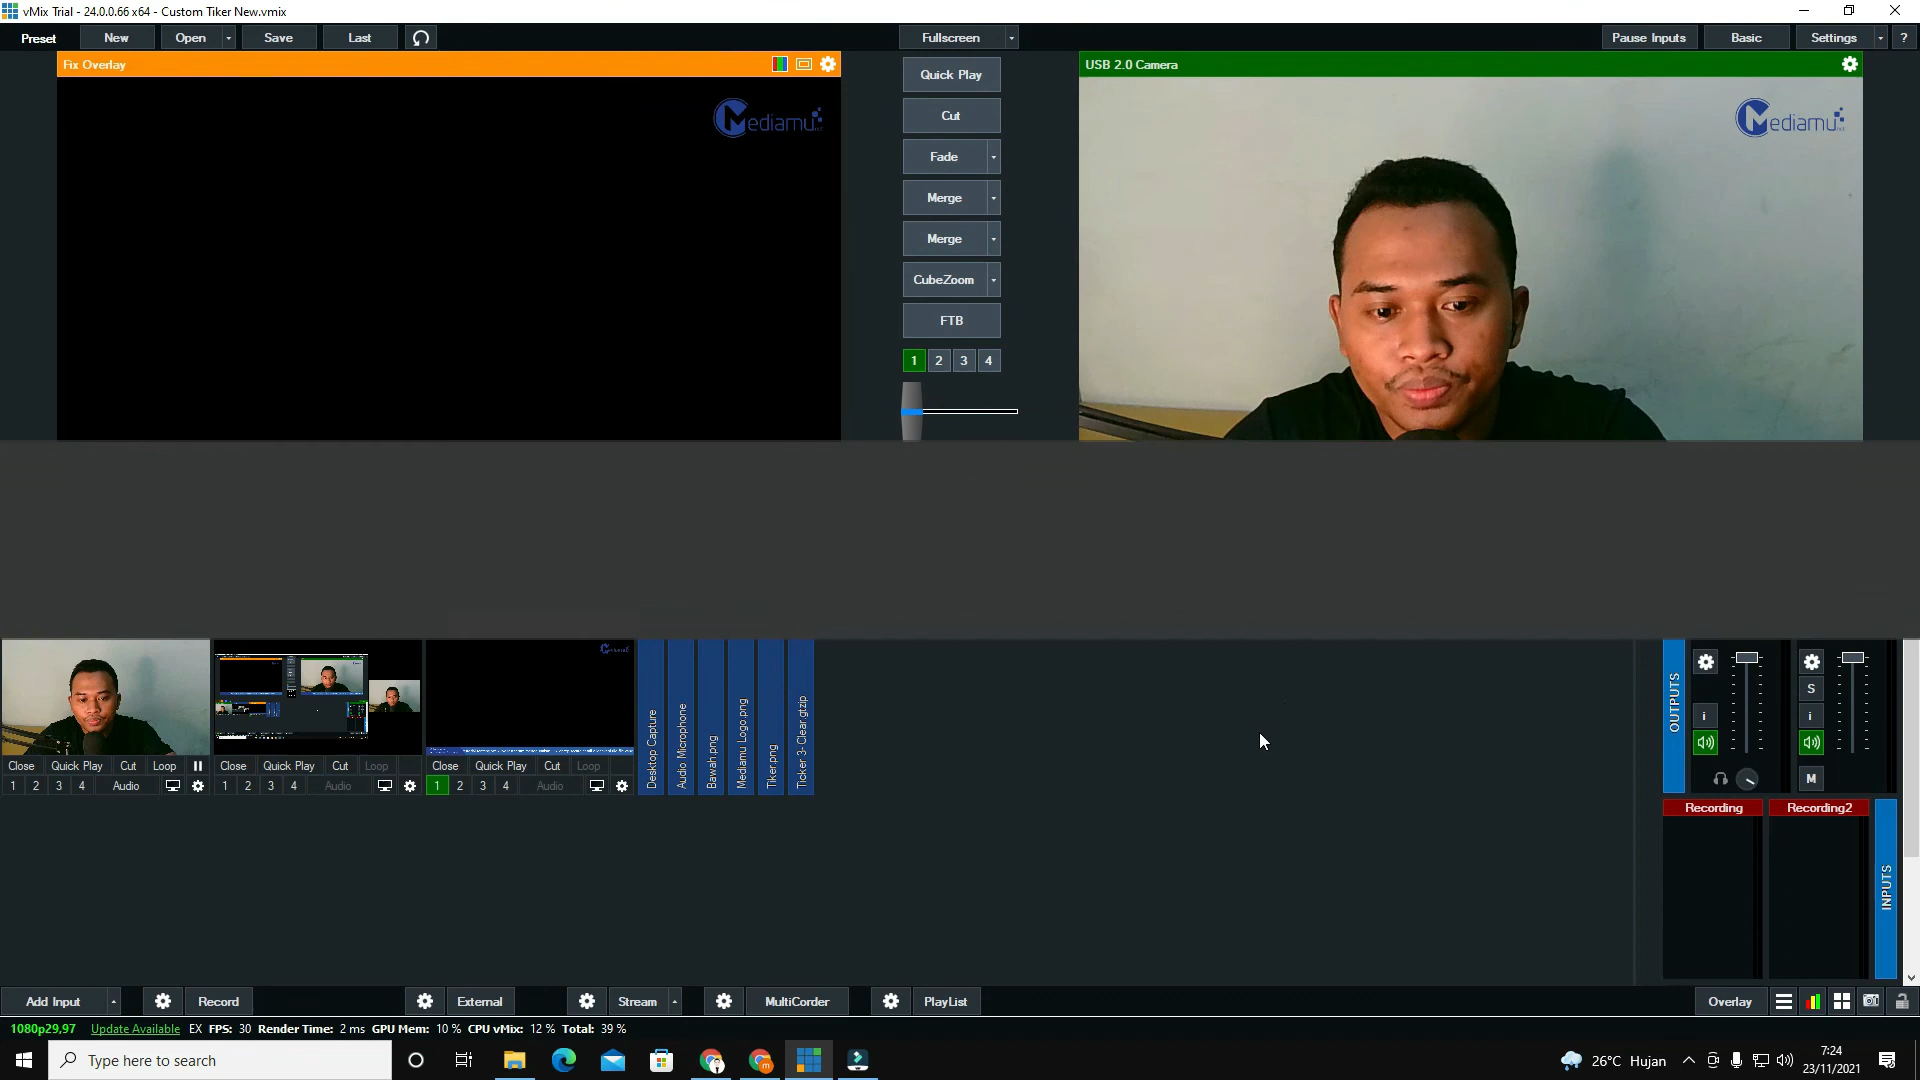 vMix Trial - 24.0.0.66 x64 - Custom Tiker New.vmix
Preset New Open Save Last Fullscreen Pause Inputs Basic Settings ?
Fix Overlay
Mediamu
Quick Play
Cut
Fade
Merge
Merge
CubeZoom
FTB
1 2 3 4
USB 2.0 Camera
Mediamu
Close Quick Play Cut Loop
1 2 3 4 Audio
Close Quick Play Cut Loop
1 2 3 4 Audio
Close Quick Play Cut Loop
1 2 3 4 Audio
Desktop Capture
Audio Microphone
Bawah.png
Mediamu Logo.png
Tiker.png
Ticker 3- Clear.gtzip
OUTPUTS
S
i
i
M
Recording Recording2
INPUTS
Add Input Record External Stream MultiCorder PlayList Overlay
1080p29,97 Update Available EX FPS: 30 Render Time: 2 ms GPU Mem: 10 % CPU vMix: 12 % Total: 39 %
Type here to search
26°C Hujan
7:24
23/11/2021